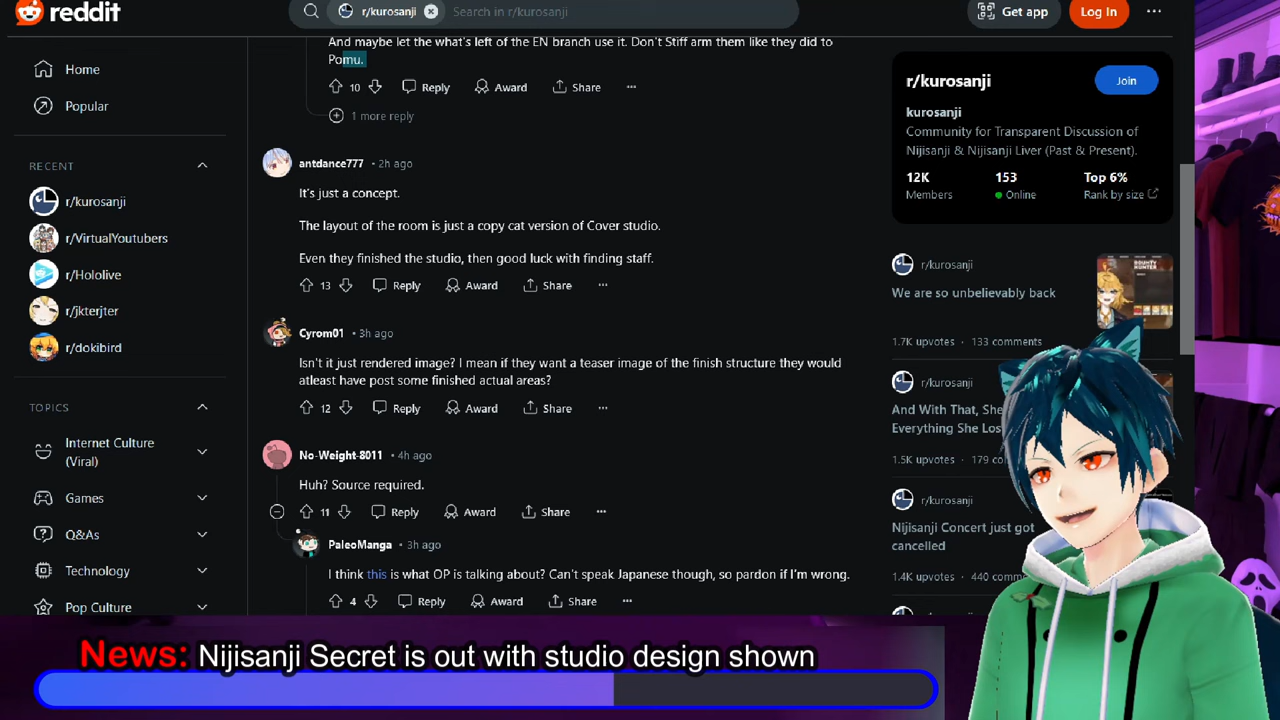 reddit
r/kurosanji
Search in r/kurosanji
Get app
Log In
Home
Popular
RECENT
r/kurosanji
r/VirtualYoutubers
r/Hololive
r/jkterjter
r/dokibird
TOPICS
Internet Culture
(Viral)
Games
Q&As
Technology
Pop Culture
And maybe let the what's left of the EN branch use it. Don't Stiff arm them like they did to
Pomu.
10 Reply Award Share
1 more reply
antdance777 • 2h ago
It's just a concept.
The layout of the room is just a copy cat version of Cover studio.
Even they finished the studio, then good luck with finding staff.
13 Reply Award Share
Cyrom01 • 3h ago
Isn't it just rendered image? I mean if they want a teaser image of the finish structure they would
atleast have post some finished actual areas?
12 Reply Award Share
No-Weight-8011 • 4h ago
Huh? Source required.
11 Reply Award Share
PaleoManga • 3h ago
I think this is what OP is talking about? Can't speak Japanese though, so pardon if I'm wrong.
4 Reply Award Share
r/kurosanji
Join
kurosanji
Community for Transparent Discussion of
Nijisanji & Nijisanji Liver (Past & Present).
12K 153 Top 6%
Members Online Rank by size
r/kurosanji
We are so unbelievably back
BOUNTY
HUNTER
1.7K upvotes • 133 comments
r/kurosanji
And With That, She
Everything She Los
1.5K upvotes • 179 co
r/kurosanji
Nijisanji Concert just got
cancelled
1.4K upvotes • 440 comm
r/kurosanji
News: Nijisanji Secret is out with studio design shown